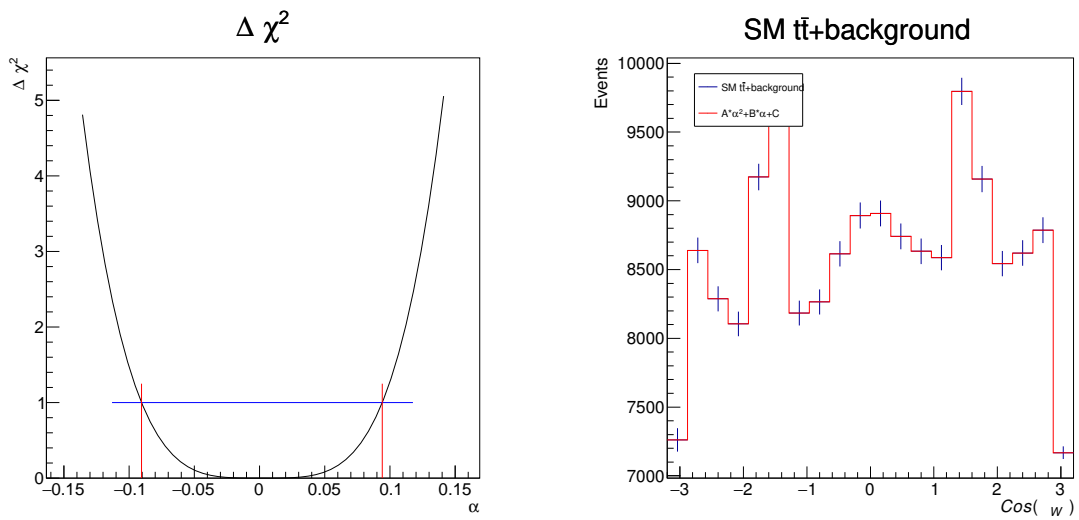 Δ χ²
Δ χ²
5
4
3
2
1
0
−0.15 −0.1 −0.05 0 0.05 0.1 0.15
α
SM tt̄+background
Events
10000
9500
9000
8500
8000
7500
7000
SM tt̄+background
A*α²+B*α+C
−3 −2 −1 0 1 2 3
Cos( W)